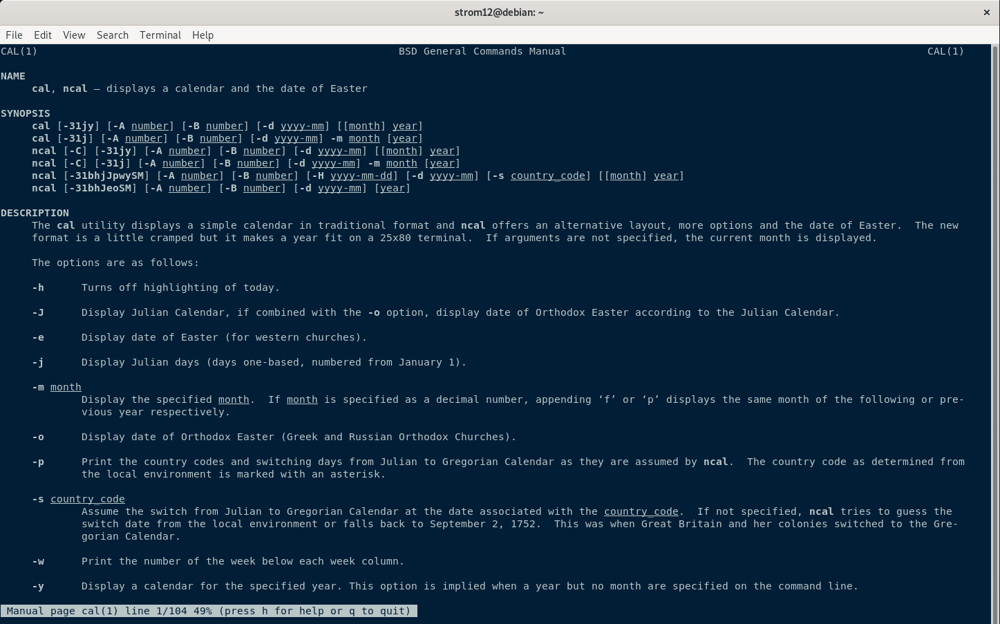 strom12@debian: ~
×
File Edit View Search Terminal Help
CAL(1) BSD General Commands Manual CAL(1)
NAME
cal, ncal — displays a calendar and the date of Easter
SYNOPSIS
cal [-31jy] [-A number] [-B number] [-d yyyy-mm] [[month] year]
cal [-31j] [-A number] [-B number] [-d yyyy-mm] -m month [year]
ncal [-C] [-31jy] [-A number] [-B number] [-d yyyy-mm] [[month] year]
ncal [-C] [-31j] [-A number] [-B number] [-d yyyy-mm] -m month [year]
ncal [-31bhjJpwySM] [-A number] [-B number] [-H yyyy-mm-dd] [-d yyyy-mm] [-s country_code] [[month] year]
ncal [-31bhJeoSM] [-A number] [-B number] [-d yyyy-mm] [year]
DESCRIPTION
The cal utility displays a simple calendar in traditional format and ncal offers an alternative layout, more options and the date of Easter.  The new
format is a little cramped but it makes a year fit on a 25x80 terminal.  If arguments are not specified, the current month is displayed.
The options are as follows:
-h Turns off highlighting of today.
-J Display Julian Calendar, if combined with the -o option, display date of Orthodox Easter according to the Julian Calendar.
-e Display date of Easter (for western churches).
-j Display Julian days (days one-based, numbered from January 1).
-m month
Display the specified month.  If month is specified as a decimal number, appending ‘f’ or ‘p’ displays the same month of the following or pre-
vious year respectively.
-o Display date of Orthodox Easter (Greek and Russian Orthodox Churches).
-p Print the country codes and switching days from Julian to Gregorian Calendar as they are assumed by ncal.  The country code as determined from
the local environment is marked with an asterisk.
-s country_code
Assume the switch from Julian to Gregorian Calendar at the date associated with the country_code.  If not specified, ncal tries to guess the
switch date from the local environment or falls back to September 2, 1752.  This was when Great Britain and her colonies switched to the Gre-
gorian Calendar.
-w Print the number of the week below each week column.
-y Display a calendar for the specified year. This option is implied when a year but no month are specified on the command line.
Manual page cal(1) line 1/104 49% (press h for help or q to quit)